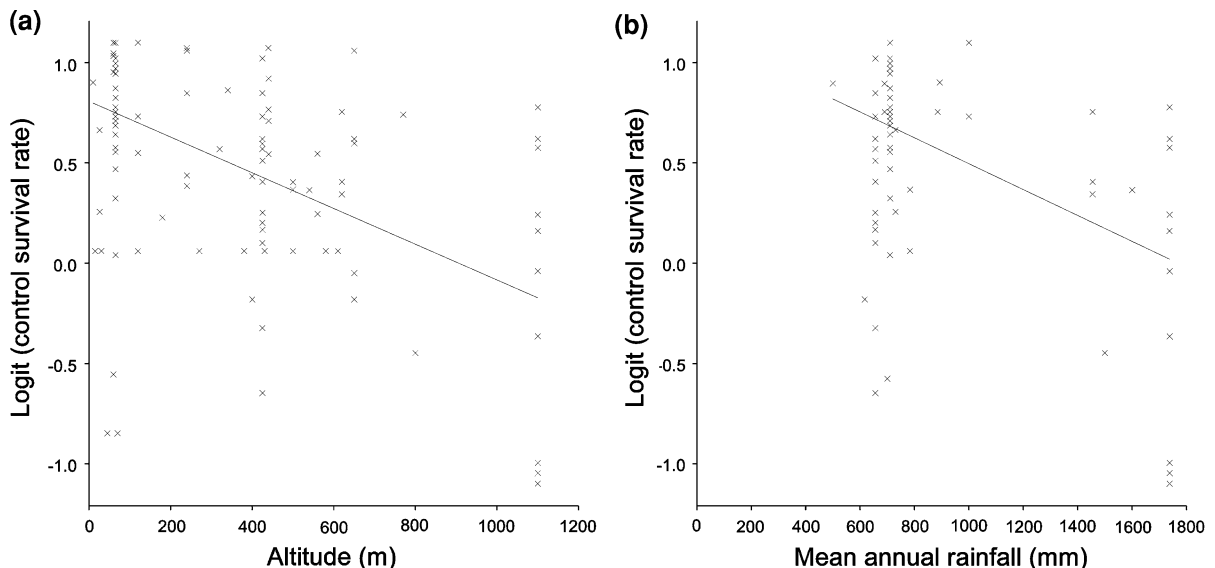 (a)
Logit (control survival rate)
1.0
0.5
0.0
-0.5
-1.0
0 200 400 600 800 1000 1200
Altitude (m)
(b)
Logit (control survival rate)
1.0
0.5
0.0
-0.5
-1.0
0 200 400 600 800 1000 1200 1400 1600 1800
Mean annual rainfall (mm)